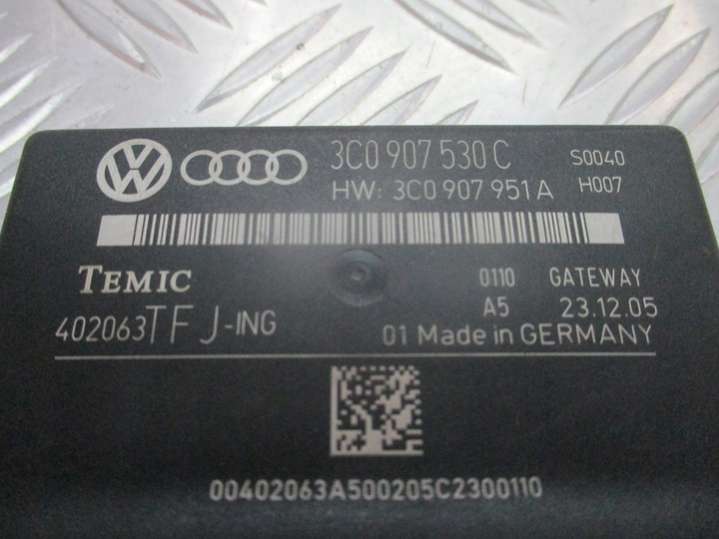 3C0 907 530 C S0040
HW: 3C0 907 951 A H007
TEMIC 0110 GATEWAY
A5 23.12.05
402063TFJ-ING 01 Made in GERMANY
00402063A500205C2300110